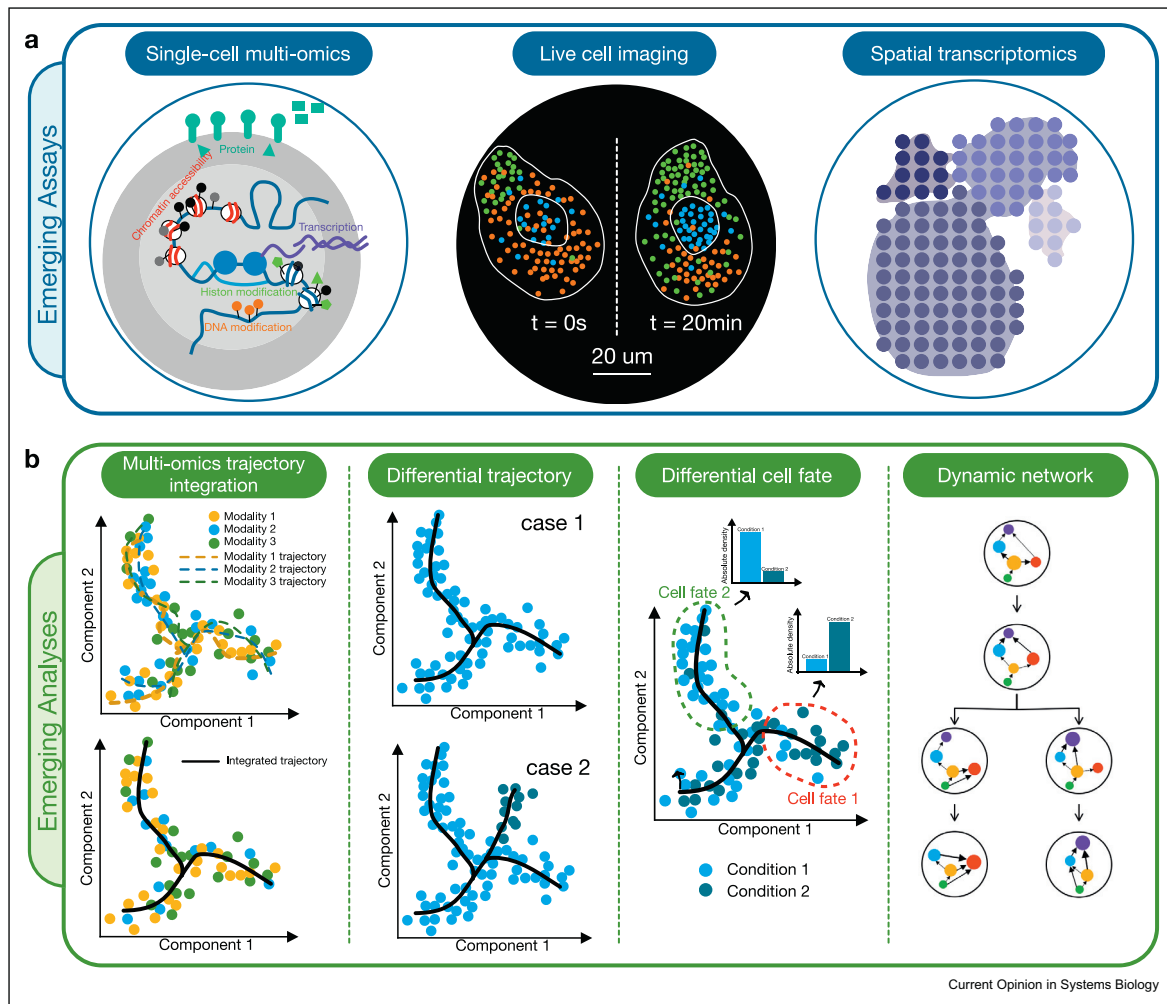 a
Emerging Assays
Single-cell multi-omics
Protein
Chromatin accessibility
Transcription
Histon modification
DNA modification
Live cell imaging
t = 0s
t = 20min
20 um
Spatial transcriptomics
b
Emerging Analyses
Multi-omics trajectory
integration
Modality 1
Modality 2
Modality 3
Modality 1 trajectory
Modality 2 trajectory
Modality 3 trajectory
Component 2
Component 1
Integrated trajectory
Component 2
Component 1
Differential trajectory
case 1
Component 2
Component 1
case 2
Component 2
Component 1
Differential cell fate
Absolute density
Condition 1
Condition 2
Cell fate 2
Absolute density
Condition 1
Condition 2
Component 2
Cell fate 1
Component 1
Condition 1
Condition 2
Dynamic network
Current Opinion in Systems Biology